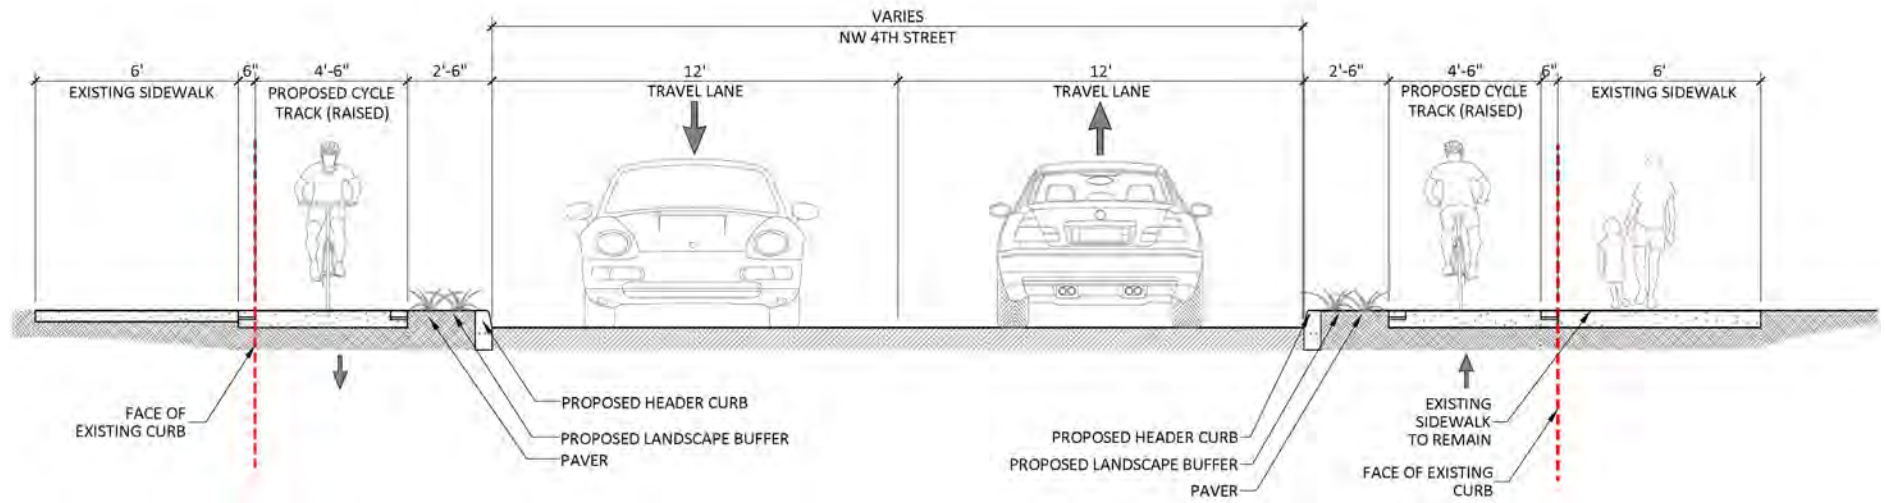 VARIES
NW 4TH STREET
6'
6"
4'-6"
2'-6"
12'
12'
2'-6"
4'-6"
6"
6'
EXISTING SIDEWALK
PROPOSED CYCLE
TRACK (RAISED)
TRAVEL LANE
TRAVEL LANE
PROPOSED CYCLE
TRACK (RAISED)
EXISTING SIDEWALK
FACE OF
EXISTING CURB
PROPOSED HEADER CURB
PROPOSED LANDSCAPE BUFFER
PAVER
PROPOSED HEADER CURB
PROPOSED LANDSCAPE BUFFER
PAVER
EXISTING
SIDEWALK
TO REMAIN
FACE OF EXISTING
CURB